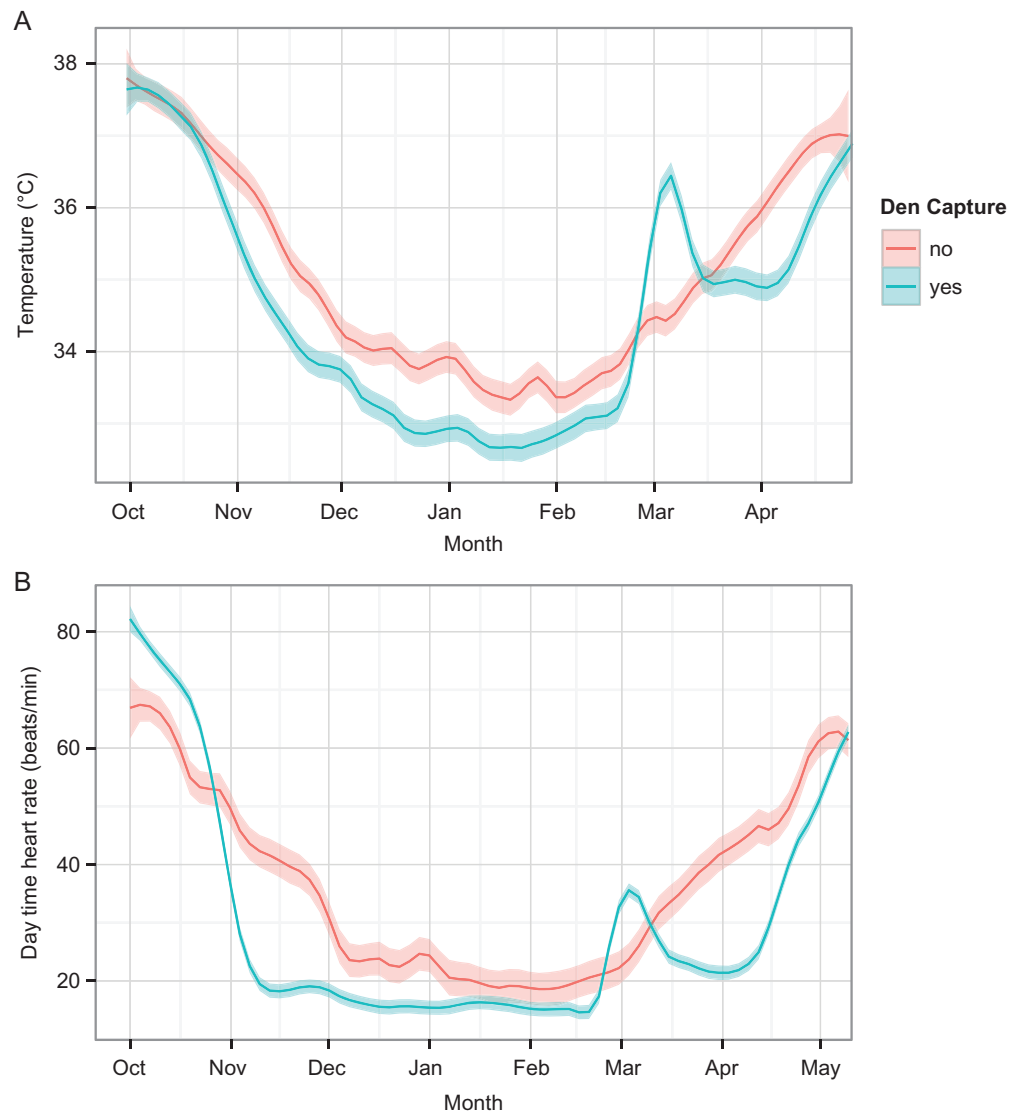 A
Temperature (°C)
38
36
34
Oct Nov Dec Jan Feb Mar Apr
Month
Den Capture
no
yes
B
Day time heart rate (beats/min)
80
60
40
20
Oct Nov Dec Jan Feb Mar Apr May
Month